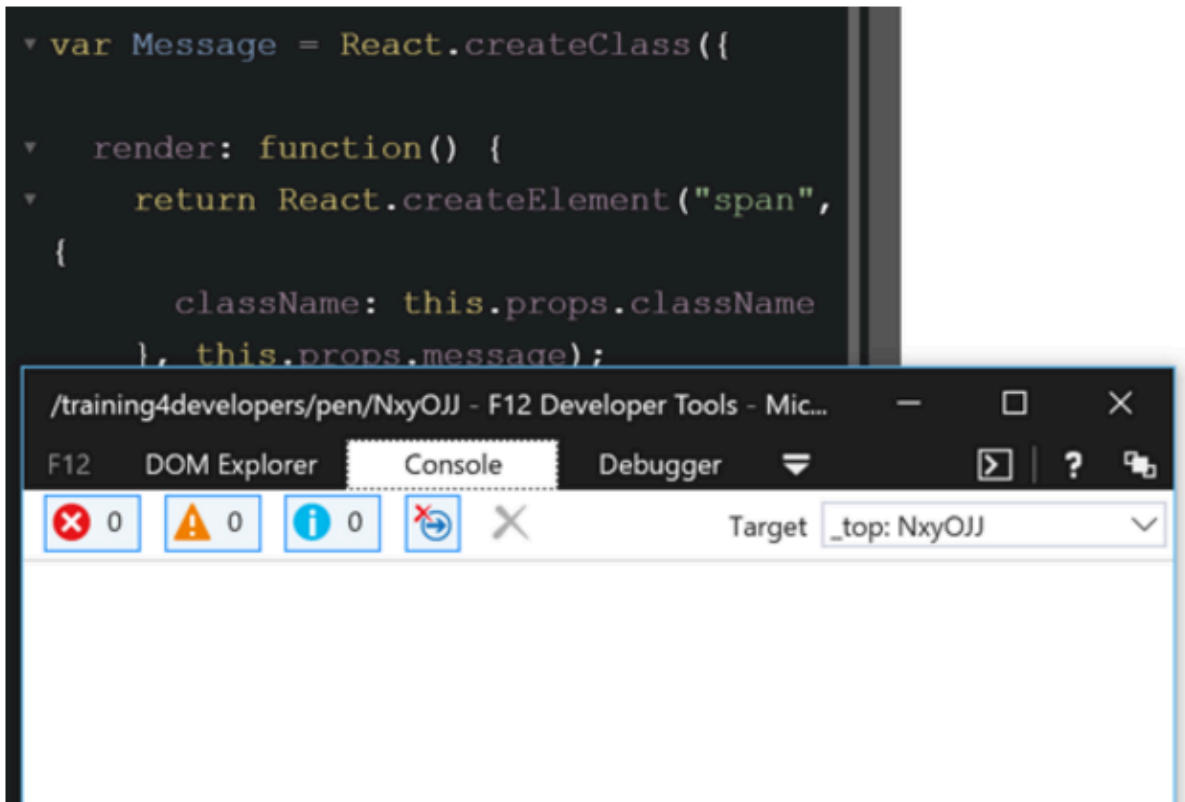 var Message = React.createClass({
render: function() {
return React.createElement("span",
{
className: this.props.className
}, this.props.message);
/training4developers/pen/NxyOJJ - F12 Developer Tools - Mic...
F12 DOM Explorer Console Debugger ?
0 0 0 Target _top: NxyOJJ